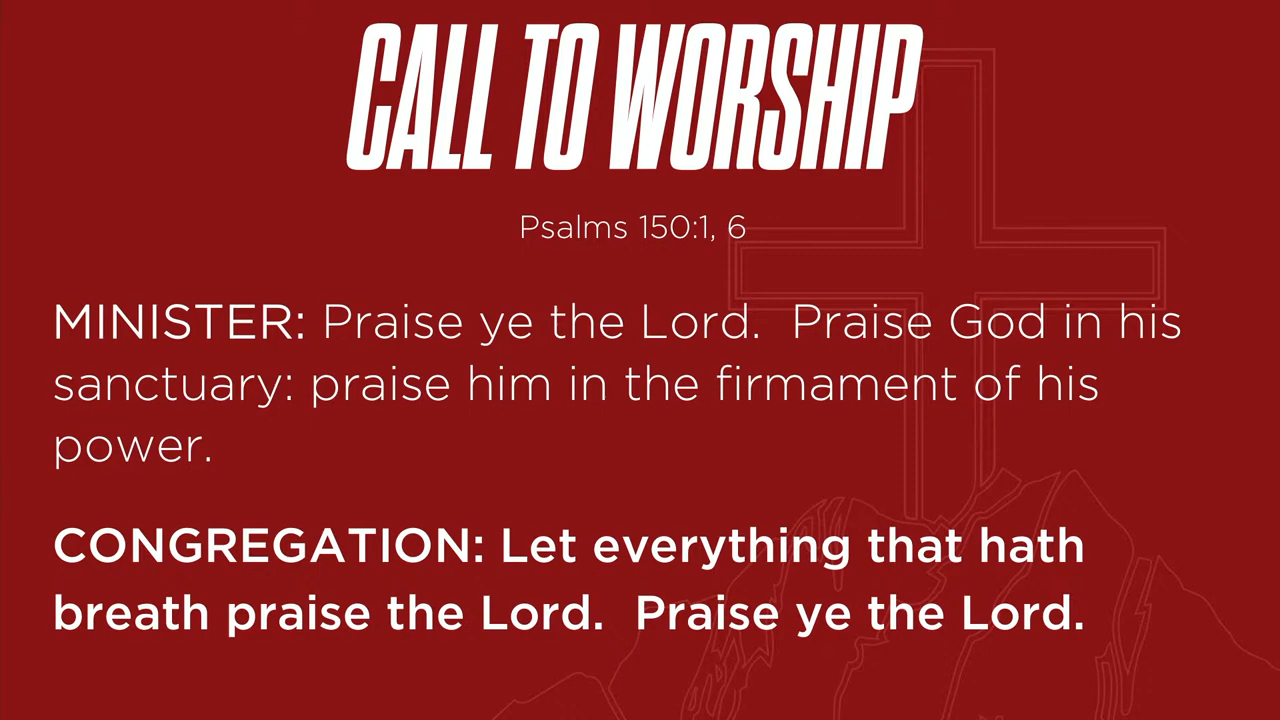 CALL TO WORSHIP
Psalms 150:1, 6
MINISTER: Praise ye the Lord.  Praise God in his
sanctuary: praise him in the firmament of his
power.
CONGREGATION: Let everything that hath
breath praise the Lord.  Praise ye the Lord.